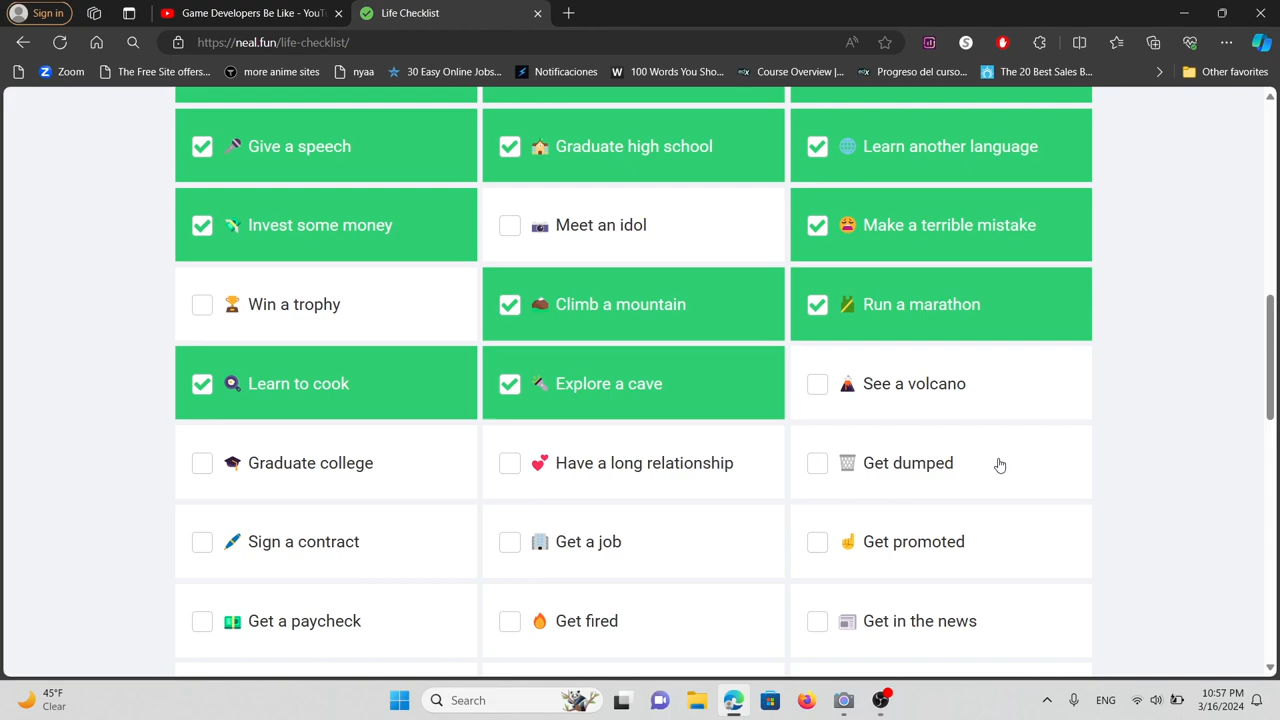 Sign in
Game Developers Be Like - YouT
Life Checklist
https://neal.fun/life-checklist/
Zoom
The Free Site offers...
more anime sites
nyaa
30 Easy Online Jobs...
Notificaciones
W 100 Words You Sho...
Course Overview |...
Progreso del curso...
The 20 Best Sales B...
Other favorites
Give a speech
Graduate high school
Learn another language
Invest some money
Meet an idol
Make a terrible mistake
Win a trophy
Climb a mountain
Run a marathon
Learn to cook
Explore a cave
See a volcano
Graduate college
Have a long relationship
Get dumped
Sign a contract
Get a job
Get promoted
Get a paycheck
Get fired
Get in the news
45°F
Clear
Search
ENG
10:57 PM
3/16/2024